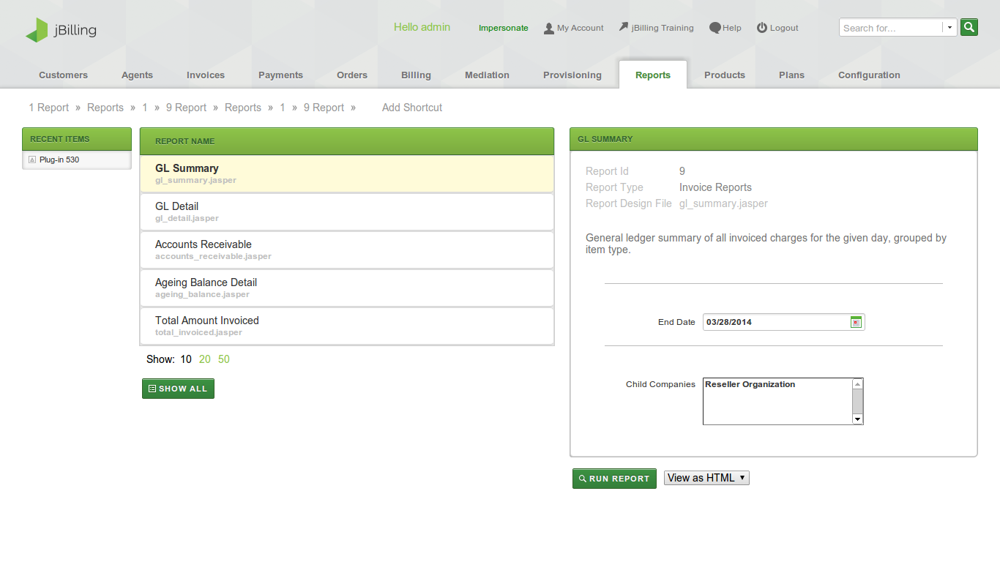 jBilling
Hello admin Impersonate My Account jBilling Training Help Logout Search for...
Customers Agents Invoices Payments Orders Billing Mediation Provisioning Reports Products Plans Configuration
1 Report » Reports » 1 » 9 Report » Reports » 1 » 9 Report » Add Shortcut
RECENT ITEMS
Plug-in 530
REPORT NAME
GL Summary
gl_summary.jasper
GL Detail
gl_detail.jasper
Accounts Receivable
accounts_receivable.jasper
Ageing Balance Detail
ageing_balance.jasper
Total Amount Invoiced
total_invoiced.jasper
Show: 10 20 50
SHOW ALL
GL SUMMARY
Report Id 9
Report Type Invoice Reports
Report Design File gl_summary.jasper
General ledger summary of all invoiced charges for the given day, grouped by
item type.
End Date 03/28/2014
Child Companies Reseller Organization
RUN REPORT View as HTML